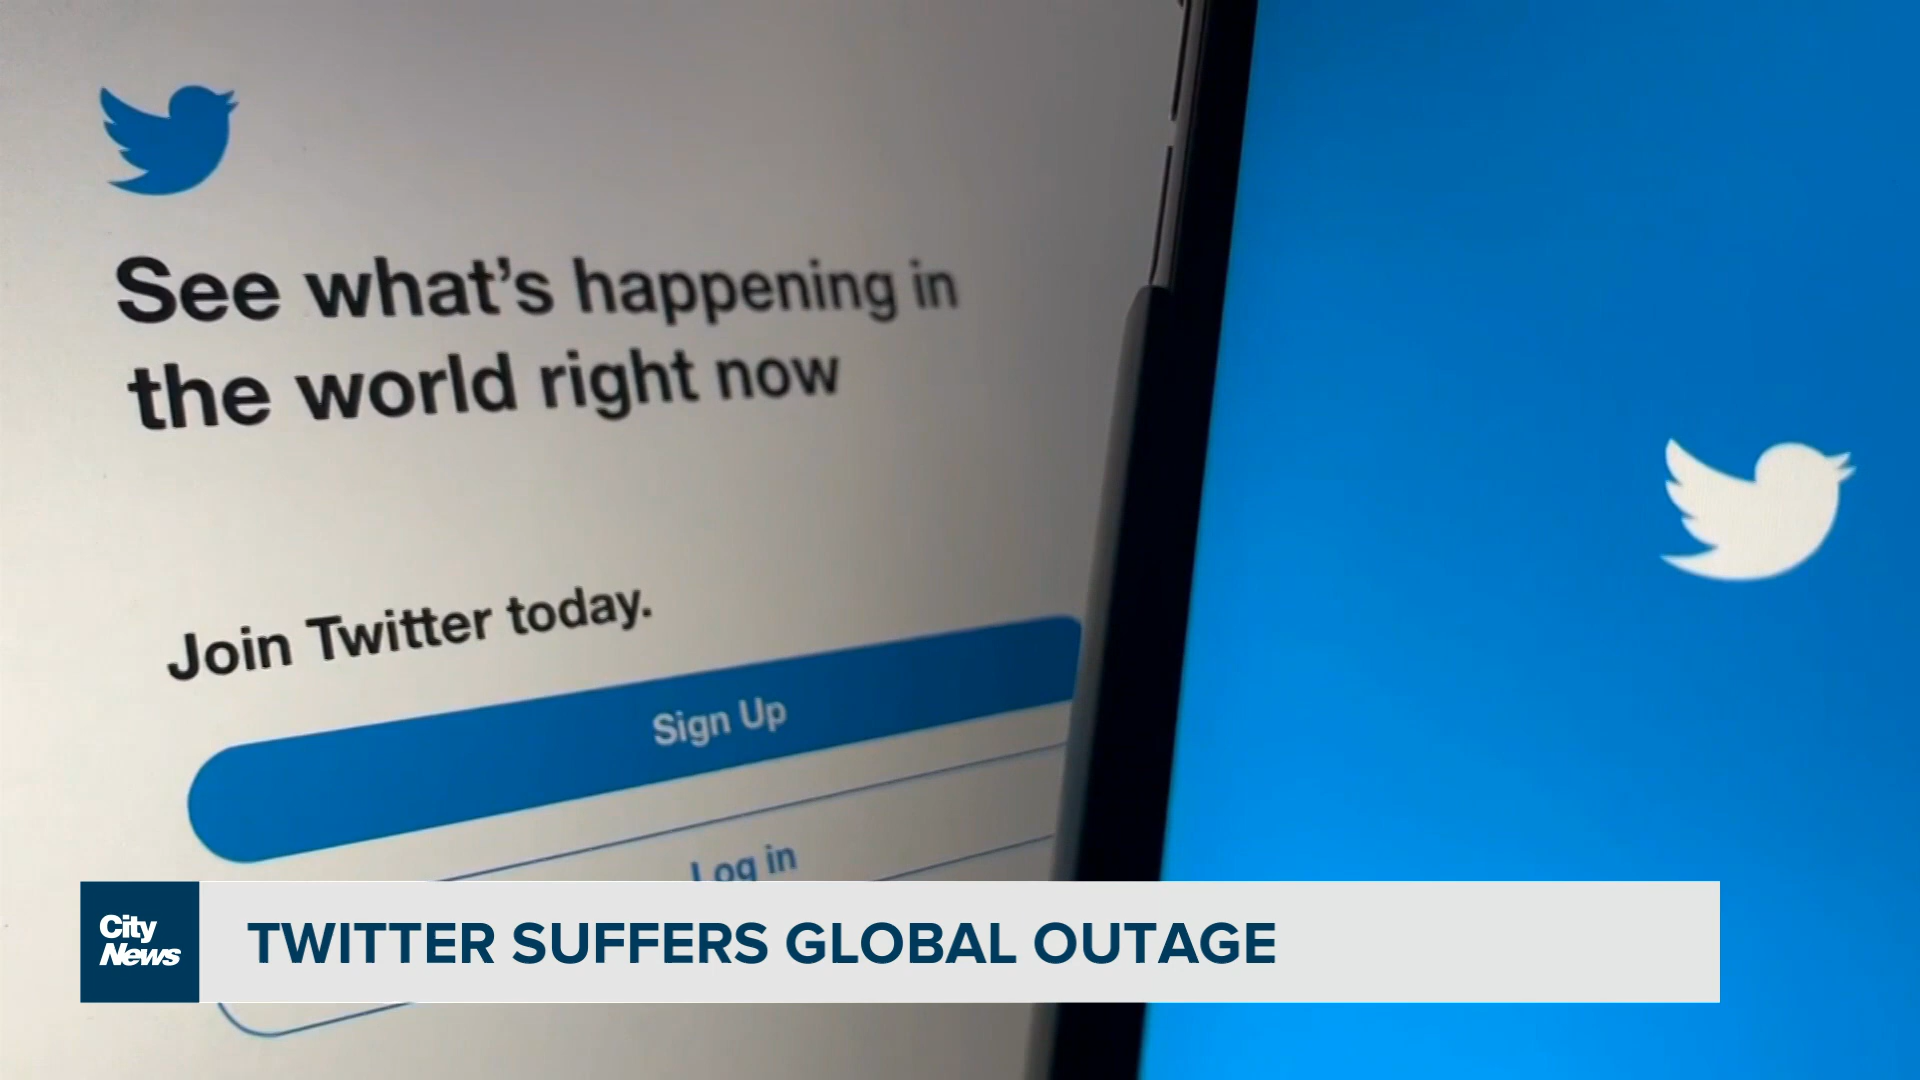 See what's happening in
the world right now
Join Twitter today.
Sign Up
Log in
City
News
TWITTER SUFFERS GLOBAL OUTAGE